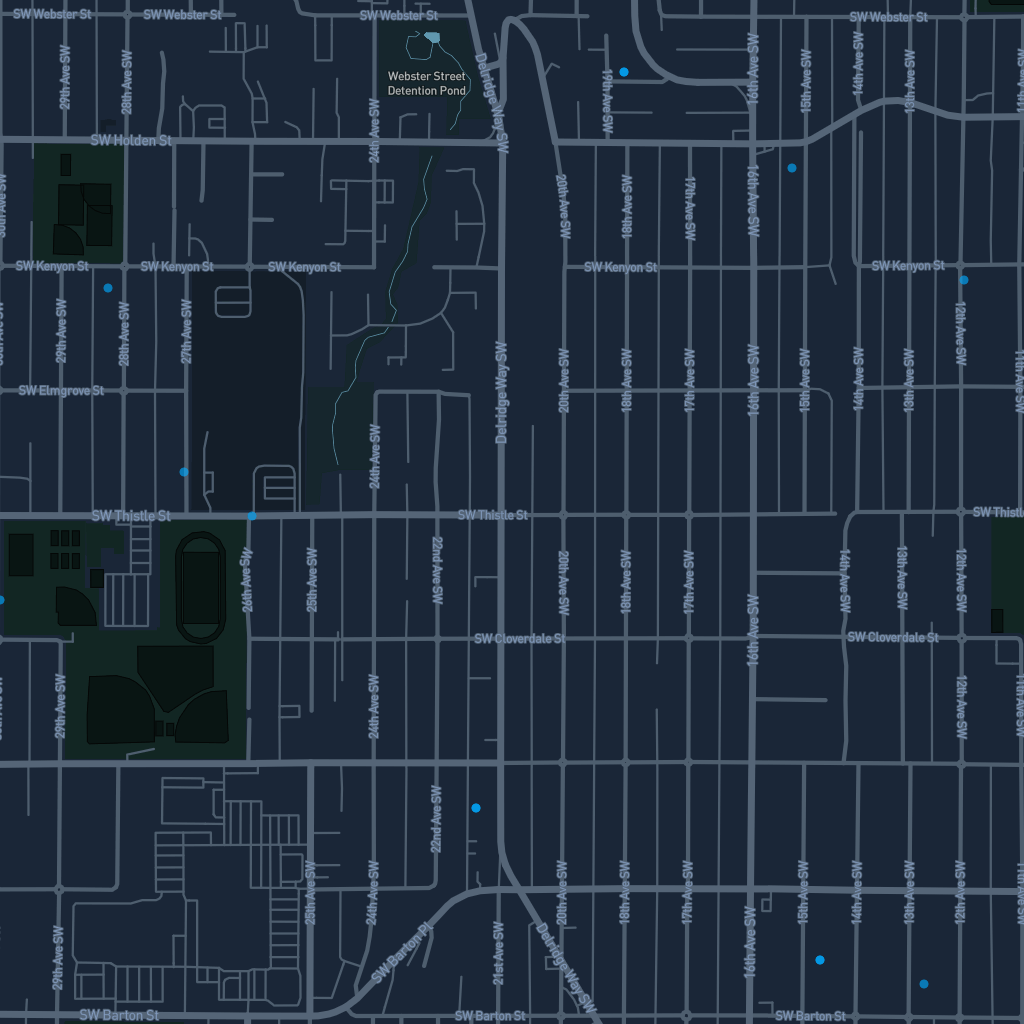 SW Webster St
SW Webster St
SW Webster St
SW Webster St
29th Ave SW
28th Ave SW
Webster Street
Detention Pond
Delridge Way SW
19th Ave SW
16th Ave SW
15th Ave SW
14th Ave SW
13th Ave SW
24th Ave SW
SW Holden St
20th Ave SW
18th Ave SW
17th Ave SW
16th Ave SW
SW Kenyon St
SW Kenyon St
SW Kenyon St
SW Kenyon St
SW Kenyon St
29th Ave SW
28th Ave SW
27th Ave SW
12th Ave SW
SW Elmgrove St
Delridge Way SW
20th Ave SW
18th Ave SW
17th Ave SW
16th Ave SW
15th Ave SW
14th Ave SW
13th Ave SW
24th Ave SW
SW Thistle St
SW Thistle St
SW Thistle
26th Ave SW
25th Ave SW
22nd Ave SW
20th Ave SW
18th Ave SW
17th Ave SW
16th Ave SW
14th Ave SW
13th Ave SW
12th Ave SW
SW Cloverdale St
SW Cloverdale St
29th Ave SW
24th Ave SW
12th Ave SW
11th Ave SW
22nd Ave SW
25th Ave SW
24th Ave SW
20th Ave SW
18th Ave SW
17th Ave SW
15th Ave SW
14th Ave SW
13th Ave SW
12th Ave SW
29th Ave SW
SW Barton Pl
21st Ave SW
Delridge Way SW
16th Ave SW
SW Barton St
SW Barton St
SW Barton St